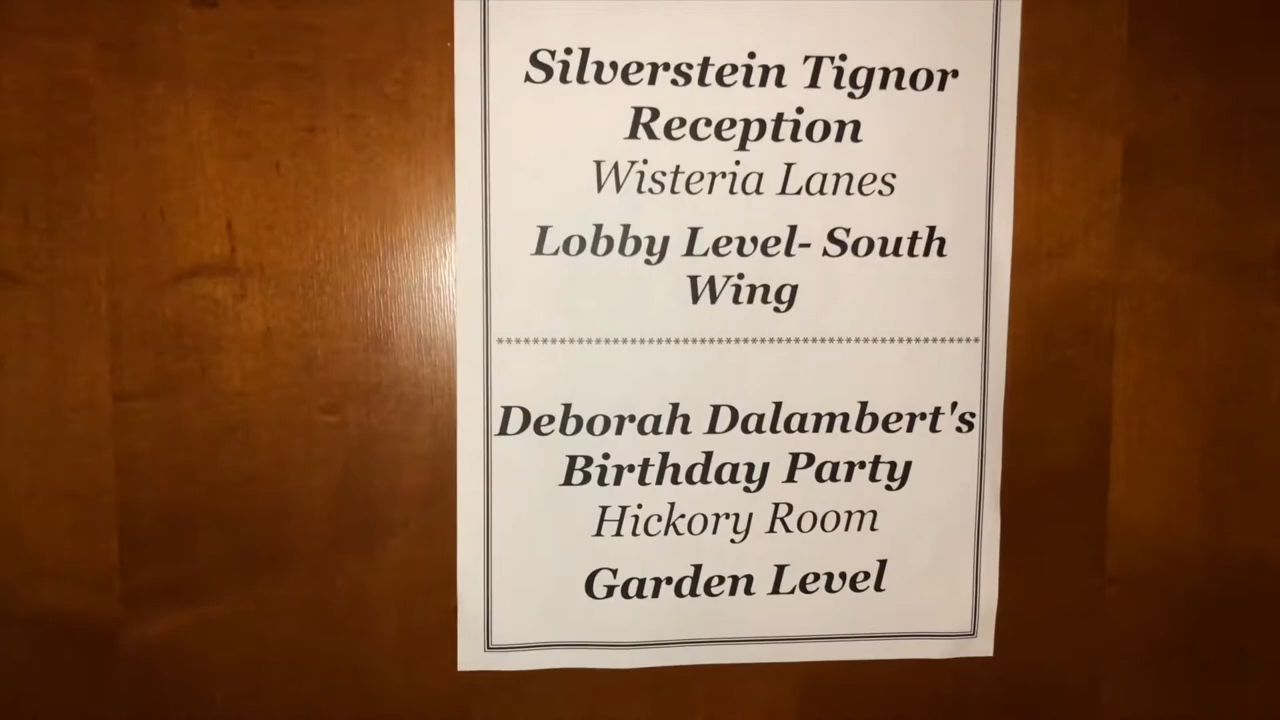 Silverstein Tignor
Reception
Wisteria Lanes
Lobby Level- South
Wing
*******************************************************
Deborah Dalambert's
Birthday Party
Hickory Room
Garden Level